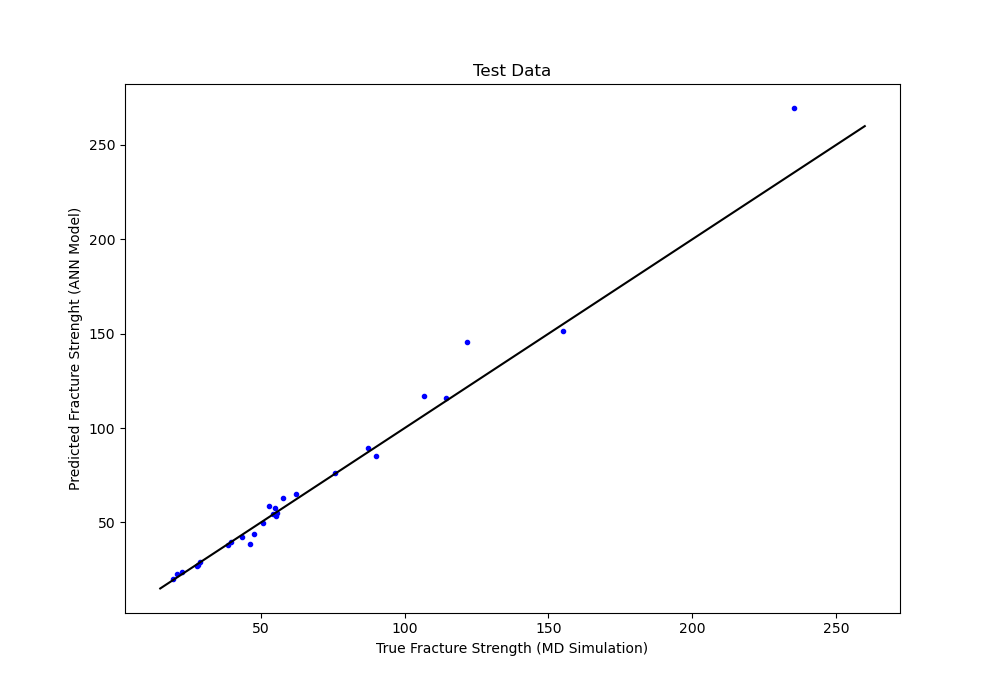 Test Data
Predicted Fracture Strenght (ANN Model)
250
200
150
100
50
50 100 150 200 250
True Fracture Strength (MD Simulation)